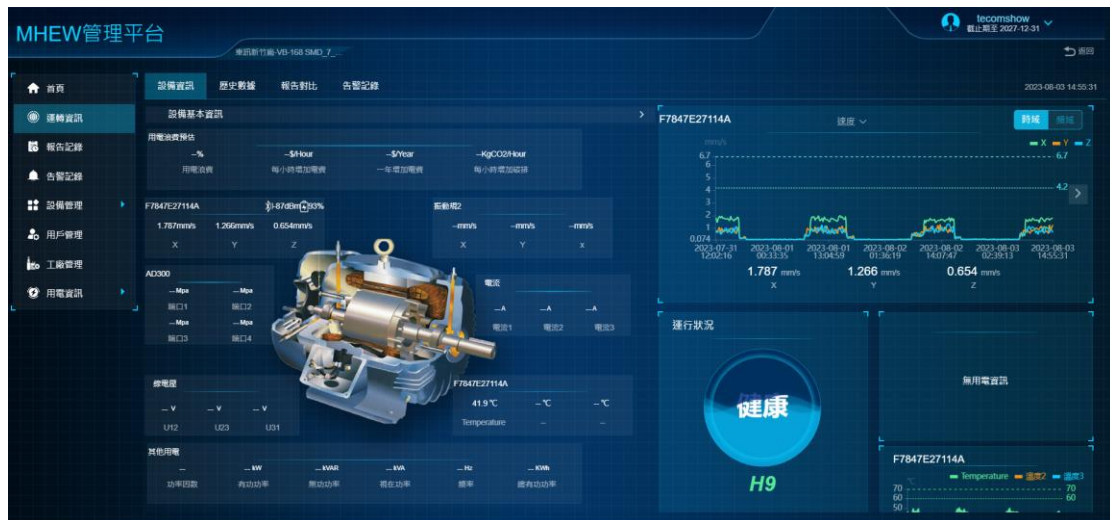 MHEW管理平台
tecomshow
截止期至 2027-12-31
東訊新竹廠-VB-168 SMD_7_...
返回
首頁
運轉資訊
報告記錄
告警記錄
設備管理
用戶管理
工廠管理
用電資訊
設備資訊 歷史數據 報告對比 告警記錄
2023-08-03 14:55:31
設備基本資訊
用電浪費預估
--% --$/Hour --$/Year --KgCO2/Hour
用電浪費 每小時增加電費 一年增加電費 每小時增加碳排
F7847E27114A -87dBm 93%
1.787mm/s 1.266mm/s 0.654mm/s
X Y Z
振動規2
--mm/s --mm/s --mm/s
X Y x
AD300
-- Mpa -- Mpa
端口1 端口2
-- Mpa -- Mpa
端口3 端口4
電流
--A --A --A
電流1 電流2 電流3
線電壓
-- V -- V -- V
U12 U23 U31
F7847E27114A
41.9 ℃ --℃ --℃
Temperature -- --
其他用電
-- -- kW -- kVAR -- kVA -- Hz -- KWh
功率因數 有功功率 無功功率 視在功率 頻率 總有功功率
F7847E27114A
速度
時域 頻域
mm/s
X Y Z
6.7 6.7
6
5
4 4.2
3
2
1
0.074
2023-07-31 2023-08-01 2023-08-01 2023-08-02 2023-08-02 2023-08-03 2023-08-03
12:02:16 00:33:35 13:04:59 01:36:19 14:07:47 02:39:13 14:55:31
1.787 mm/s 1.266 mm/s 0.654 mm/s
X Y Z
運行狀況
健康
H9
無用電資訊
F7847E27114A
Temperature 溫度2 溫度3
℃
70 70
60 60
50